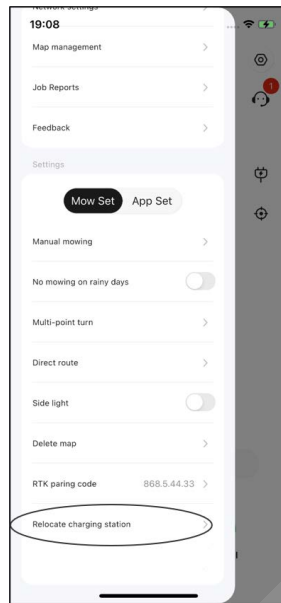 Network settings
19:08
Map management
1
Job Reports
Feedback
Settings
Mow Set App Set
Manual mowing
No mowing on rainy days
Multi-point turn
Direct route
Side light
Delete map
RTK paring code 868.5.44.33
Relocate charging station